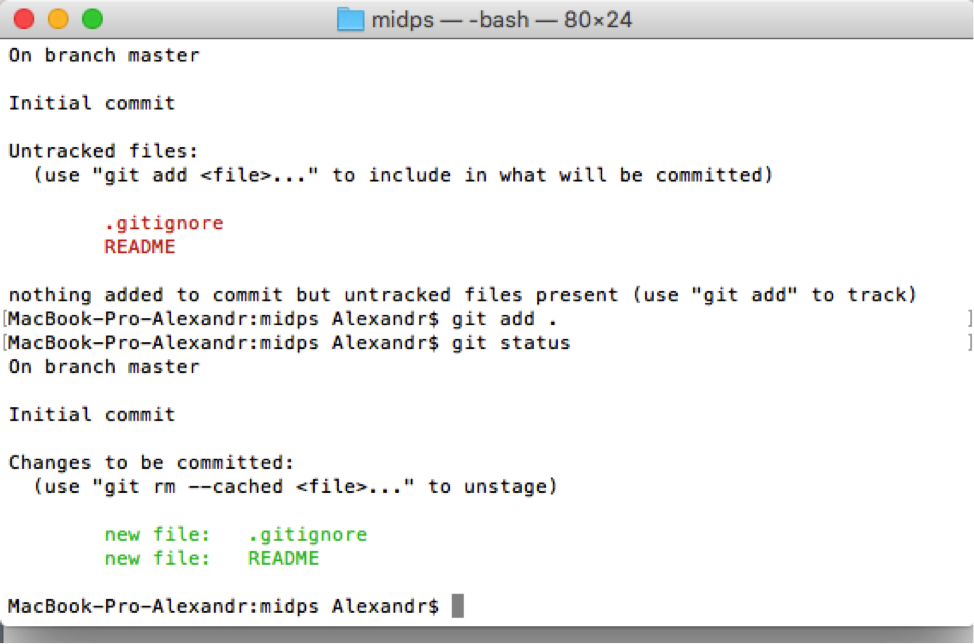 midps — -bash — 80×24
On branch master
Initial commit
Untracked files:
(use "git add <file>..." to include in what will be committed)
.gitignore
README
nothing added to commit but untracked files present (use "git add" to track)
[MacBook-Pro-Alexandr:midps Alexandr$ git add . ]
[MacBook-Pro-Alexandr:midps Alexandr$ git status ]
On branch master
Initial commit
Changes to be committed:
(use "git rm --cached <file>..." to unstage)
new file: .gitignore
new file: README
MacBook-Pro-Alexandr:midps Alexandr$